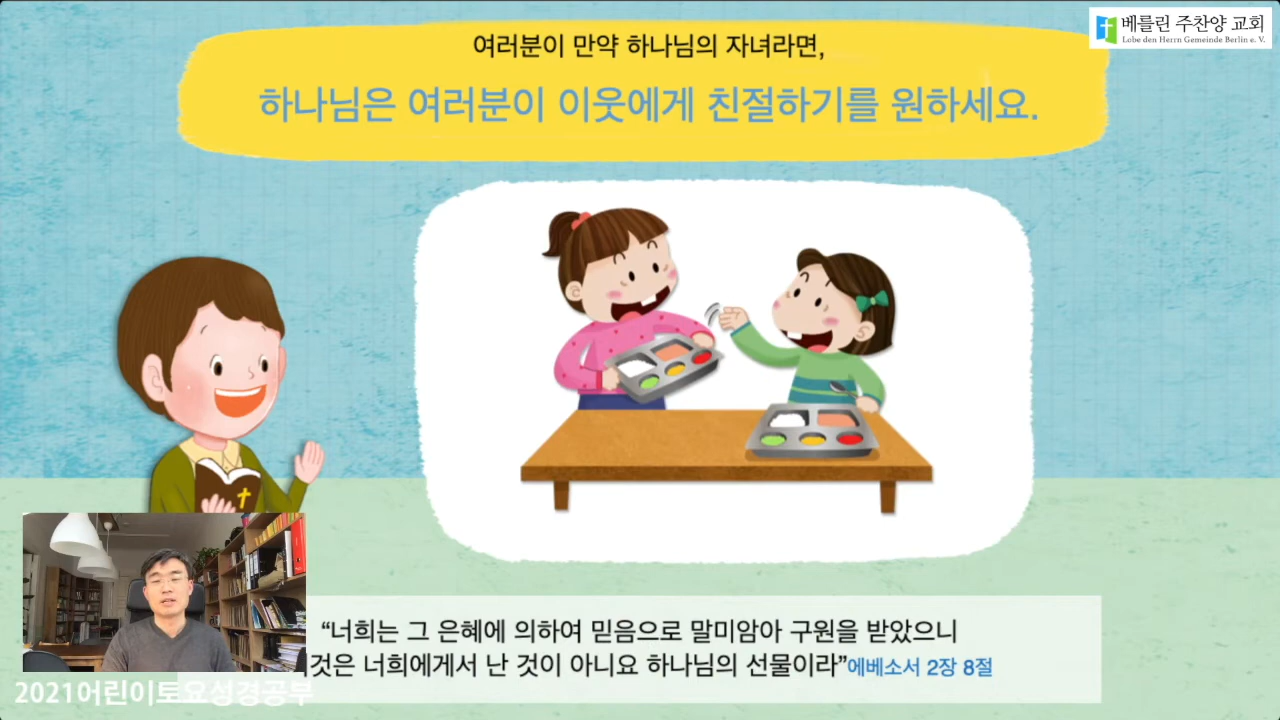 여러분이 만약 하나님의 자녀라면,
하나님은 여러분이 이웃에게 친절하기를 원하세요.
베를린 주찬양 교회
Lobe den Herrn Gemeinde Berlin e. V.
“너희는 그 은혜에 의하여 믿음으로 말미암아 구원을 받았으니
것은 너희에게서 난 것이 아니요 하나님의 선물이라”에베소서 2장 8절
2021어린이토요성경공부